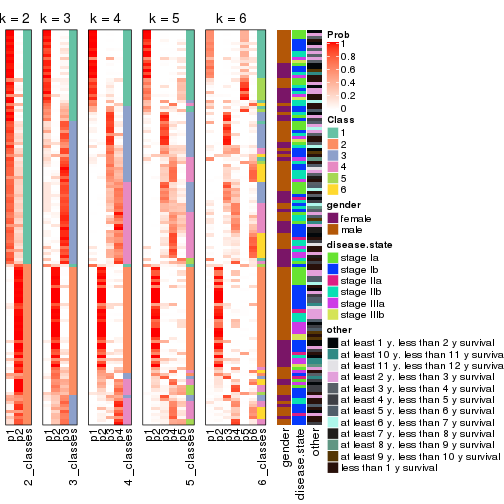 k = 2
k = 3
k = 4
k = 5
k = 6
Prob
1
0.8
0.6
0.4
0.2
0
Class
1
2
3
4
5
6
gender
female
male
disease.state
stage Ia
stage Ib
stage IIa
stage IIb
stage IIIa
stage IIIb
other
at least 1 y. less than 2 y survival
at least 10 y. less than 11 y survival
at least 11 y. less than 12 y survival
at least 2 y. less than 3 y survival
at least 3 y. less than 4 y survival
at least 4 y. less than 5 y survival
at least 5 y. less than 6 y survival
at least 6 y. less than 7 y survival
at least 7 y. less than 8 y survival
at least 8 y. less than 9 y survival
at least 9 y. less than 10 y survival
less than 1 y survival
p1
p2
2_classes
p1
p2
p3
3_classes
p1
p2
p3
p4
4_classes
p1
p2
p3
p4
p5
5_classes
p1
p2
p3
p4
p5
p6
6_classes
gender
disease.state
other